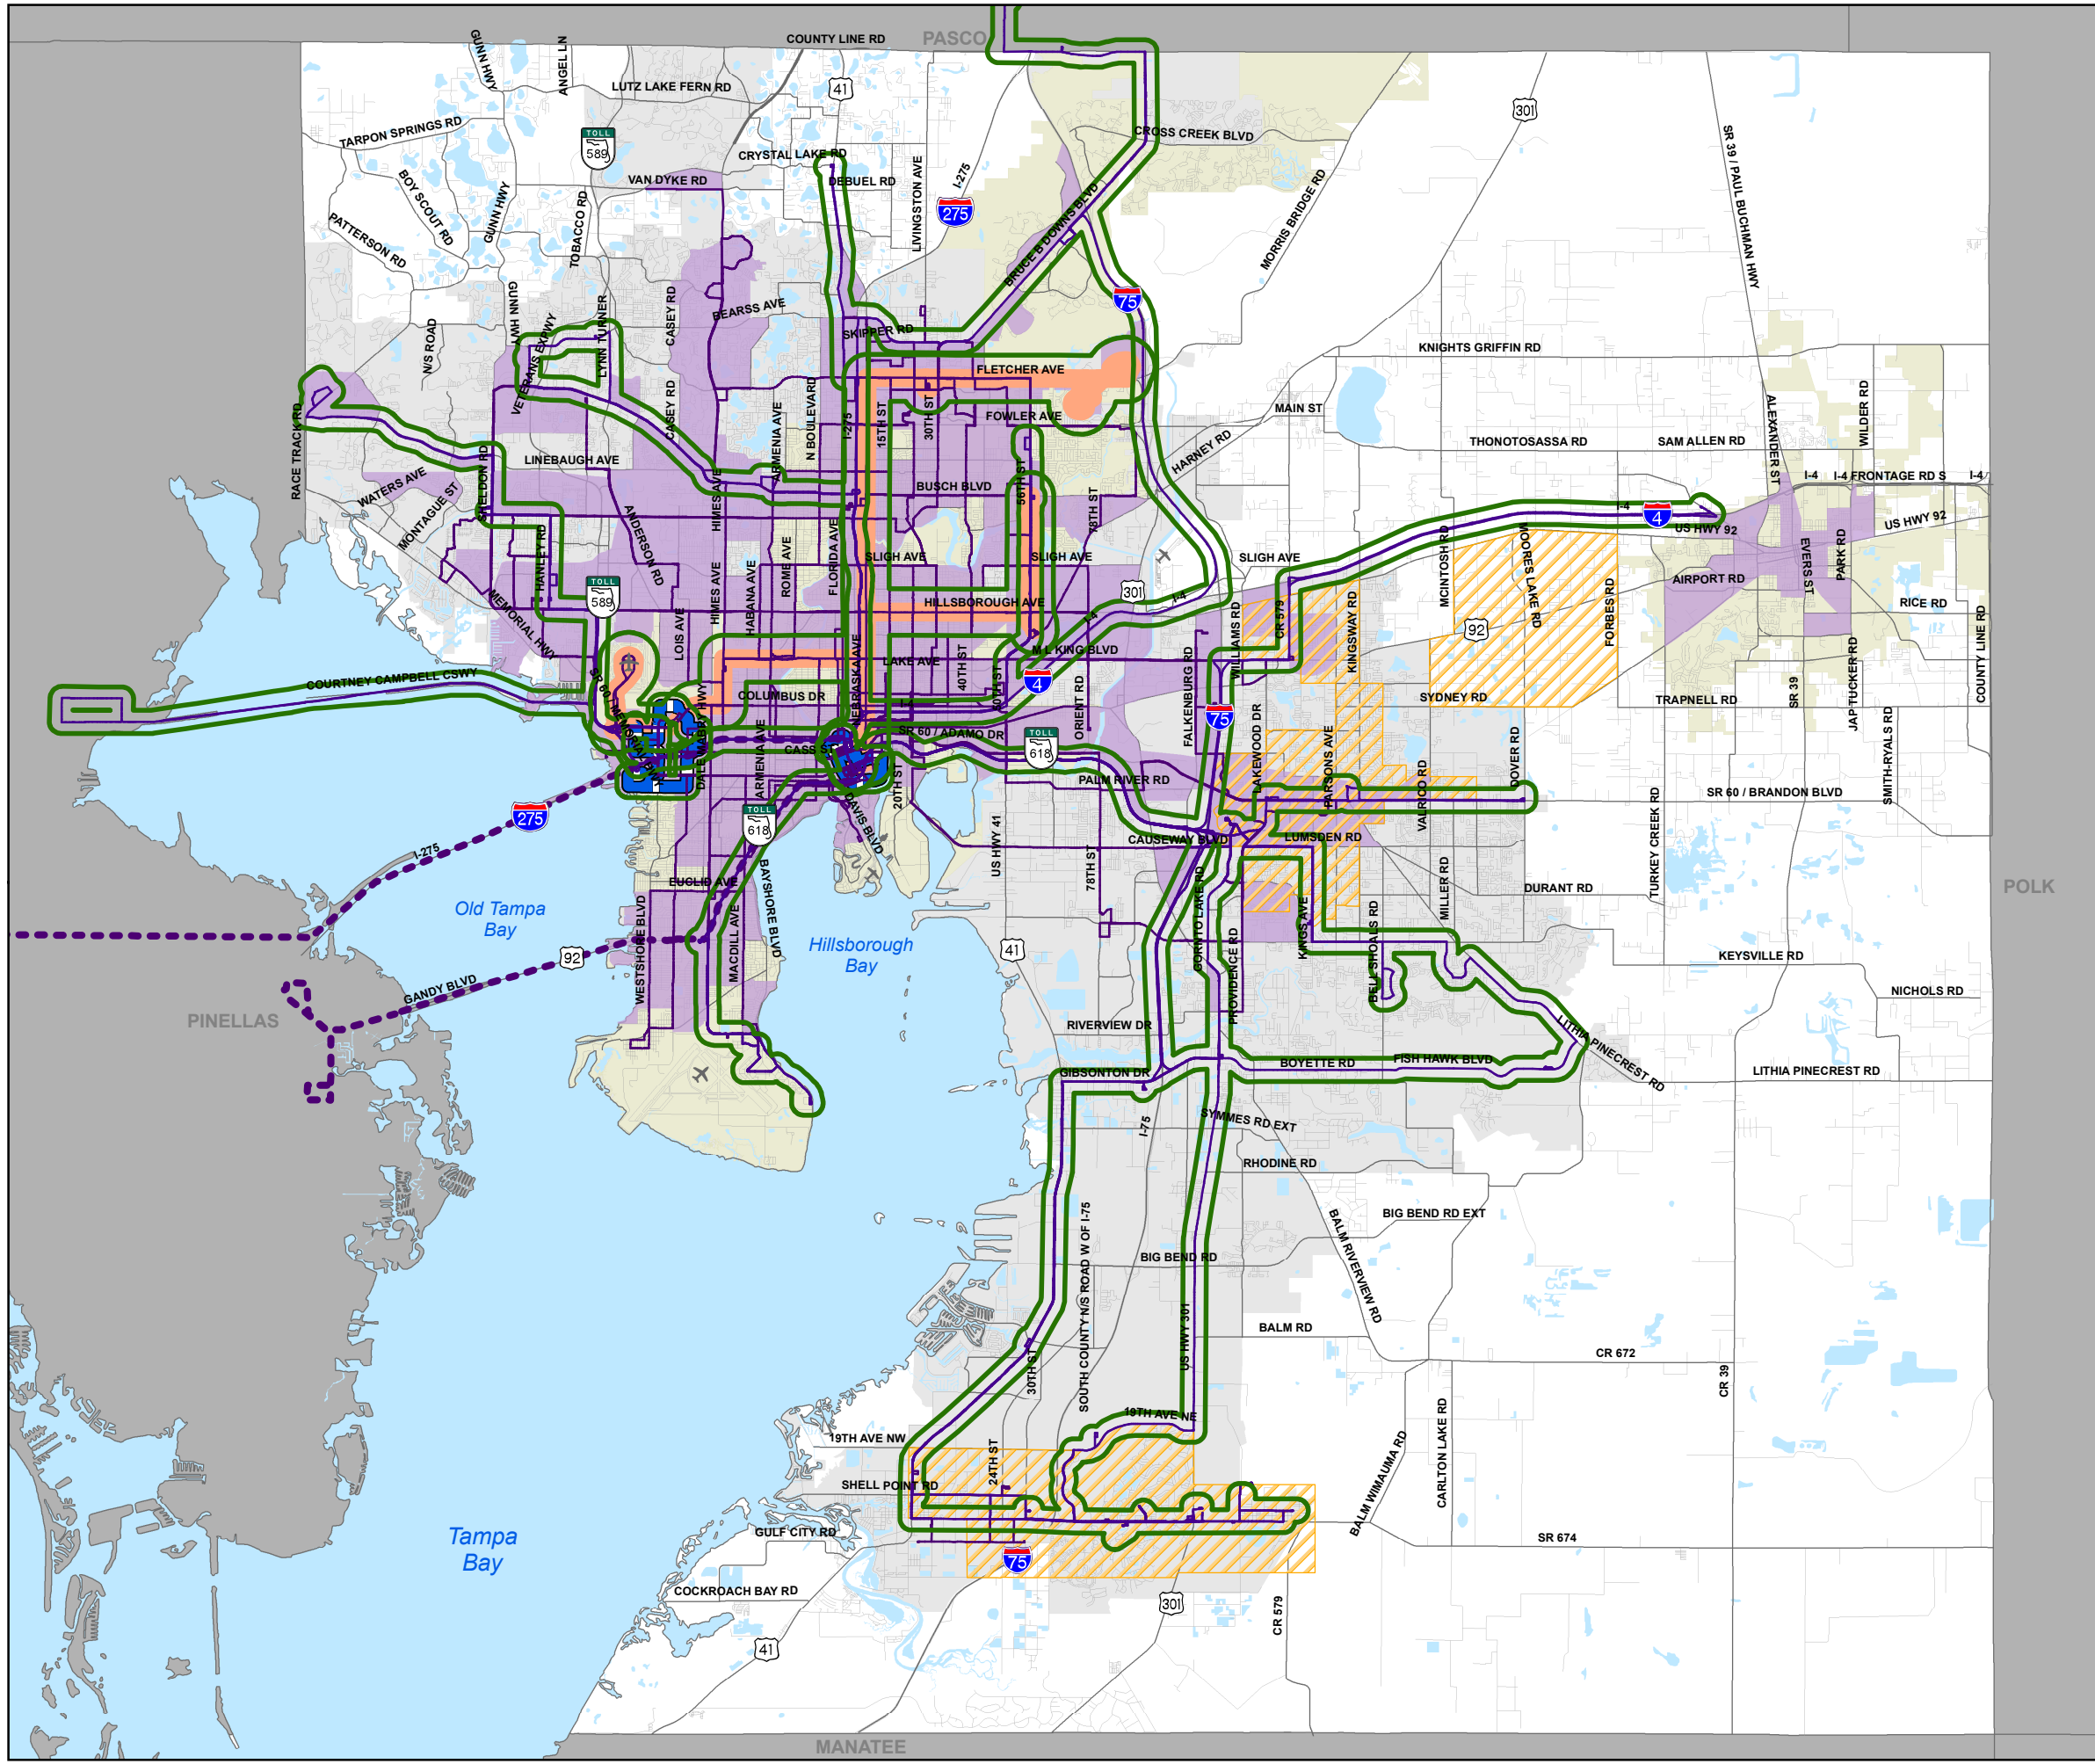 PASCO
COUNTY LINE RD
GUNN HWY
ANGEL LN
LUTZ LAKE FERN RD
41
301
TARPON SPRINGS RD
TOLL
589
CRYSTAL LAKE RD
CROSS CREEK BLVD
SR 39 / PAUL BUCHMAN HWY
BOY SCOUT RD
VAN DYKE RD
DEBUEL RD
LIVINGSTON AVE
I-275
275
GUNN HWY
TOBACCO RD
PATTERSON RD
BRUCE B DOWNS BLVD
MORRIS BRIDGE RD
75
N/S ROAD
GUNN HWY
VETERANS EXPWY
LYNN TURNER
CASEY RD
BEARSS AVE
SKIPPER RD
KNIGHTS GRIFFIN RD
FLETCHER AVE
RACE TRACK RD
CASEY RD
ARMENIA AVE
N BOULEVARD
I-275
15TH ST
30TH ST
FOWLER AVE
MAIN ST
ALEXANDER ST
WILDER RD
HARNEY RD
THONOTOSASSA RD
SAM ALLEN RD
LINEBAUGH AVE
WATERS AVE
SHELDON RD
MONTAGUE ST
HIMES AVE
BUSCH BLVD
56TH ST
78TH ST
I-4
I-4 FRONTAGE RD S
I-4
I-4
4
US HWY 92
US HWY 92
HANLEY RD
ANDERSON RD
ROME AVE
FLORIDA AVE
SLIGH AVE
SLIGH AVE
SLIGH AVE
MCINTOSH RD
MOORES LAKE RD
EVERS ST
PARK RD
AIRPORT RD
TOLL
589
MEMORIAL HWY
LOIS AVE
HIMES AVE
HABANA AVE
HILLSBOROUGH AVE
301
I-4
I-4
WILLIAMS RD
CR 579
KINGSWAY RD
92
FORBES RD
RICE RD
COUNTY LINE RD
NEBRASKA AVE
LAKE AVE
40TH ST
M L KING BLVD
FALKENBURG RD
JAP TUCKER RD
COURTNEY CAMPBELL CSWY
SR 60 / MEMORIAL HWY
COLUMBUS DR
DALE MABRY HWY
I-4
50TH ST
4
ORIENT RD
75
SYDNEY RD
TRAPNELL RD
SR 39
SMITH-RYALS RD
CASS ST
SR 60 / ADAMO DR
TOLL
618
LAKEWOOD DR
PARSONS AVE
VALRICO RD
DOVER RD
ARMENIA AVE
20TH ST
PALM RIVER RD
SR 60 / BRANDON BLVD
275
I-275
TOLL
618
DAVIS BLVD
US HWY 41
CAUSEWAY BLVD
LUMSDEN RD
78TH ST
TURKEY CREEK RD
BAYSHORE BLVD
EUCLID AVE
GORNTO LAKE RD
MILLER RD
DURANT RD
POLK
Old Tampa
Bay
WESTSHORE BLVD
MACDILL AVE
Hillsborough
Bay
41
PROVIDENCE RD
KINGS AVE
BELL SHOALS RD
KEYSVILLE RD
92
GANDY BLVD
NICHOLS RD
PINELLAS
RIVERVIEW DR
LITHIA PINECREST RD
GIBSONTON DR
BOYETTE RD
FISH HAWK BLVD
LITHIA PINECREST RD
I-75
SYMMES RD EXT
RHODINE RD
SOUTH COUNTY N/S ROAD W OF I-75
BIG BEND RD EXT
BALM RIVERVIEW RD
BIG BEND RD
US HWY 301
BALM RD
30TH ST
CR 672
CR 39
19TH AVE NE
19TH AVE NW
24TH ST
BALM WIMAUMA RD
CARLTON LAKE RD
SHELL POINT RD
GULF CITY RD
SR 674
Tampa
Bay
75
COCKROACH BAY RD
301
CR 579
41
MANATEE